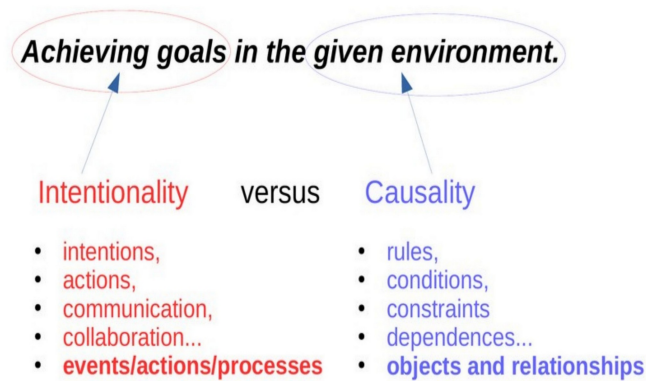 Achieving goals in the given environment.
Intentionality versus Causality
• intentions,
• actions,
• communication,
• collaboration...
• events/actions/processes
• rules,
• conditions,
• constraints
• dependences...
• objects and relationships